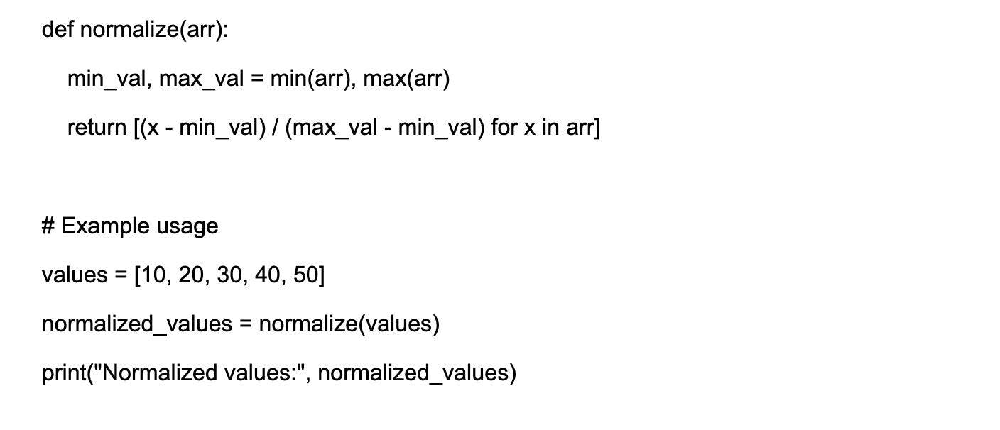 def normalize(arr):
min_val, max_val = min(arr), max(arr)
return [(x - min_val) / (max_val - min_val) for x in arr]
# Example usage
values = [10, 20, 30, 40, 50]
normalized_values = normalize(values)
print("Normalized values:", normalized_values)